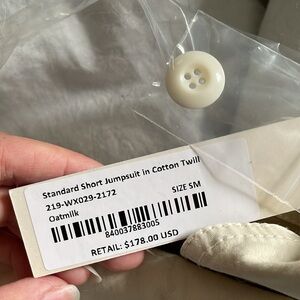 Standard Short Jumpsuit in Cotton Twill
219-WX029-2172
Oatmilk
SIZE SM
840037883005
RETAIL: $178.00 USD